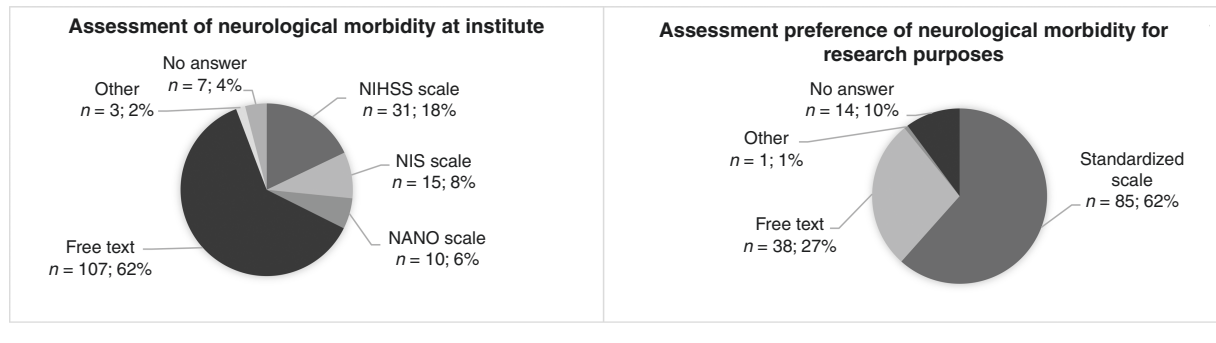 Assessment of neurological morbidity at institute
No answer
n = 7; 4%
Other
n = 3; 2%
NIHSS scale
n = 31; 18%
NIS scale
n = 15; 8%
NANO scale
n = 10; 6%
Free text
n = 107; 62%
Assessment preference of neurological morbidity for
research purposes
No answer
n = 14; 10%
Other
n = 1; 1%
Standardized
scale
n = 85; 62%
Free text
n = 38; 27%